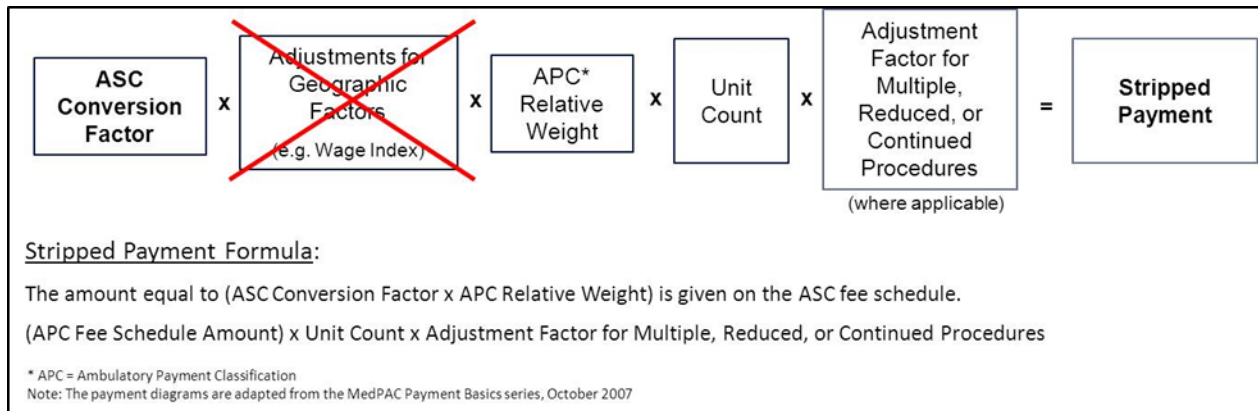 ASC
Conversion
Factor
x
Adjustments for
Geographic
Factors
(e.g. Wage Index)
x
APC*
Relative
Weight
x
Unit
Count
x
Adjustment
Factor for
Multiple,
Reduced, or
Continued
Procedures
(where applicable)
=
Stripped
Payment
Stripped Payment Formula:
The amount equal to (ASC Conversion Factor x APC Relative Weight) is given on the ASC fee schedule.
(APC Fee Schedule Amount) x Unit Count x Adjustment Factor for Multiple, Reduced, or Continued Procedures
* APC = Ambulatory Payment Classification
Note: The payment diagrams are adapted from the MedPAC Payment Basics series, October 2007